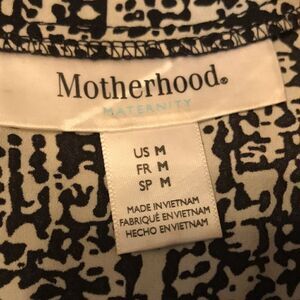 Motherhood®
MATERNITY
US M
FR M
SP M
MADE IN VIETNAM
FABRIQUÉ EN VIETNAM
HECHO EN VIETNAM